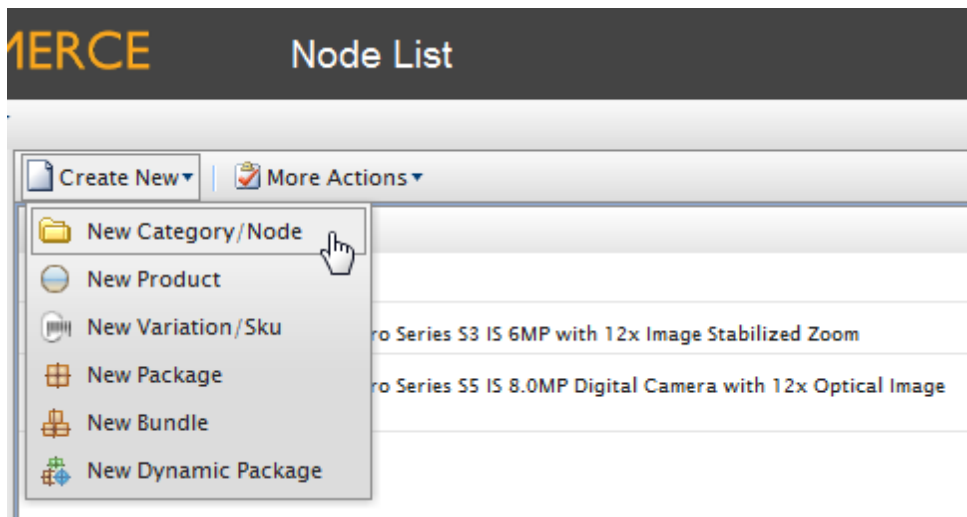 MERCE Node List
Create New More Actions
New Category/Node
New Product
New Variation/Sku
ro Series S3 IS 6MP with 12x Image Stabilized Zoom
New Package
ro Series S5 IS 8.0MP Digital Camera with 12x Optical Image
New Bundle
New Dynamic Package